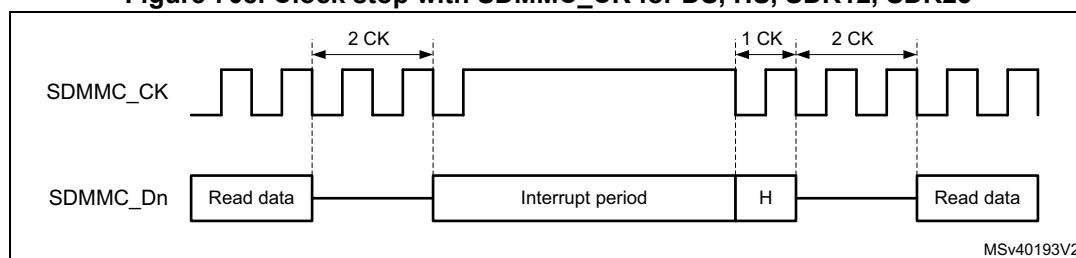 Figure 703. Clock stop with SDMMC_CK for DS, HS, SDR12, SDR25
2 CK 1 CK 2 CK
SDMMC_CK
SDMMC_Dn Read data Interrupt period H Read data
MSv40193V2